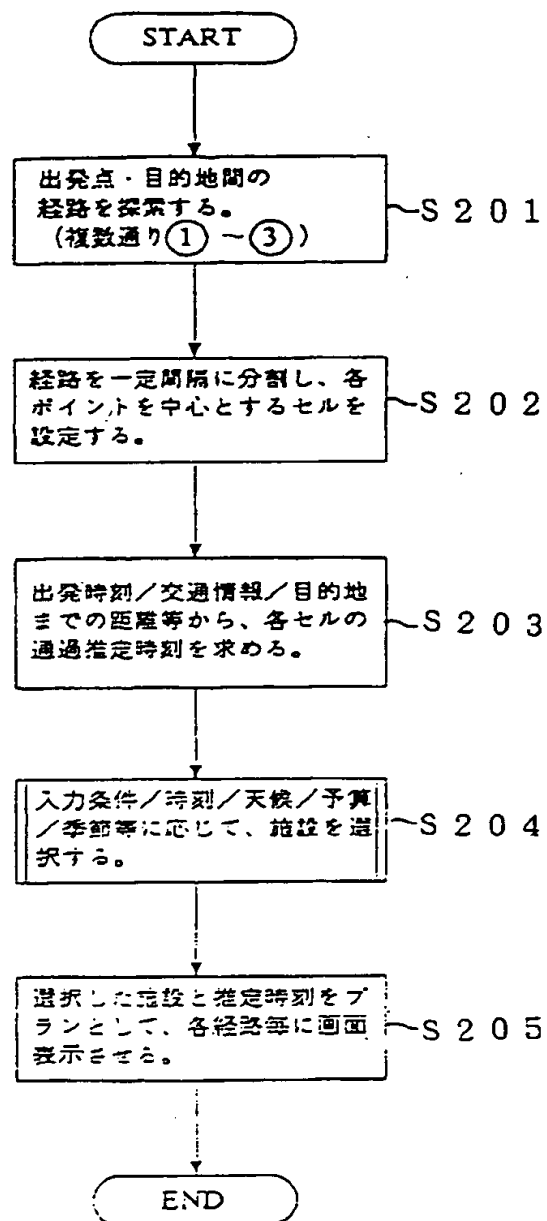 START
出発点・目的地間の
経路を探索する。
(複数通り①～③)
～S201
経路を一定間隔に分割し、各
ポイントを中心とするセルを
設定する。
～S202
出発時刻／交通情報／目的地
までの距離等から、各セルの
通過推定時刻を求める。
～S203
入力条件／時刻／天候／予算
／季節等に応じて、施設を選
択する。
～S204
選択した施設と推定時刻をプ
ランとして、各経路毎に画面
表示させる。
～S205
END